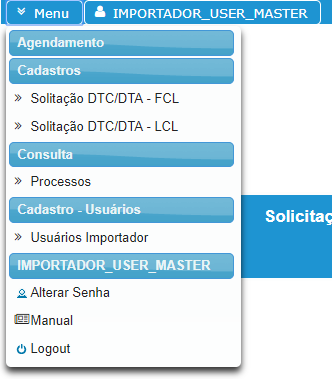 Menu
IMPORTADOR_USER_MASTER
Agendamento
Cadastros
Solitação DTC/DTA - FCL
Solitação DTC/DTA - LCL
Consulta
Processos
Cadastro - Usuários
Usuários Importador
IMPORTADOR_USER_MASTER
Alterar Senha
Manual
Logout
Solicitaç